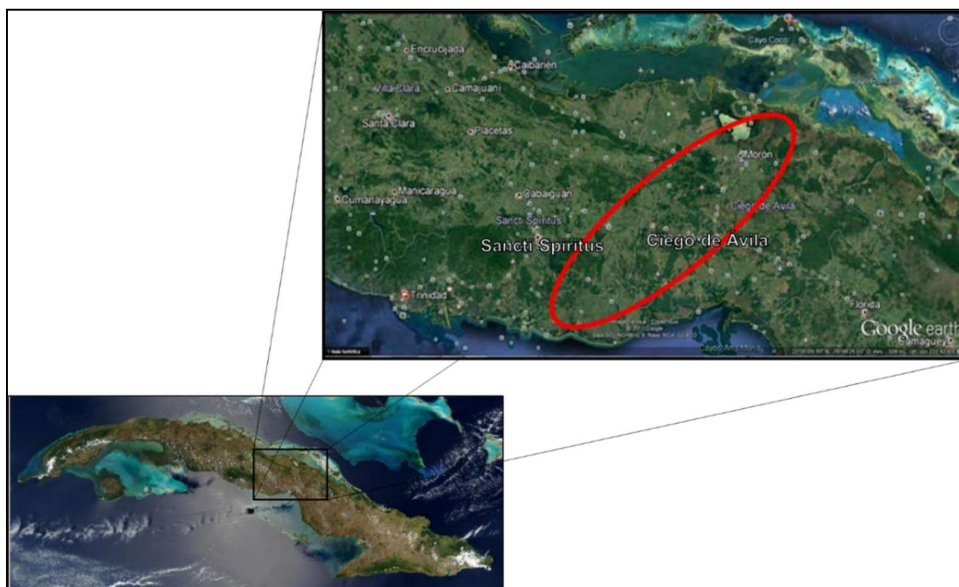 Cayo Coco
Encrucijada
Caibarién
Villa Clara
Camajuaní
Santa Clara
Placetas
Morón
Manicaragua
Cumanayagua
Cabaiguán
Ciego de Ávila
Sancti Spíritus
Sancti Spiritus
Ciego de Ávila
Trinidad
Florida
Google earth
Camagüey